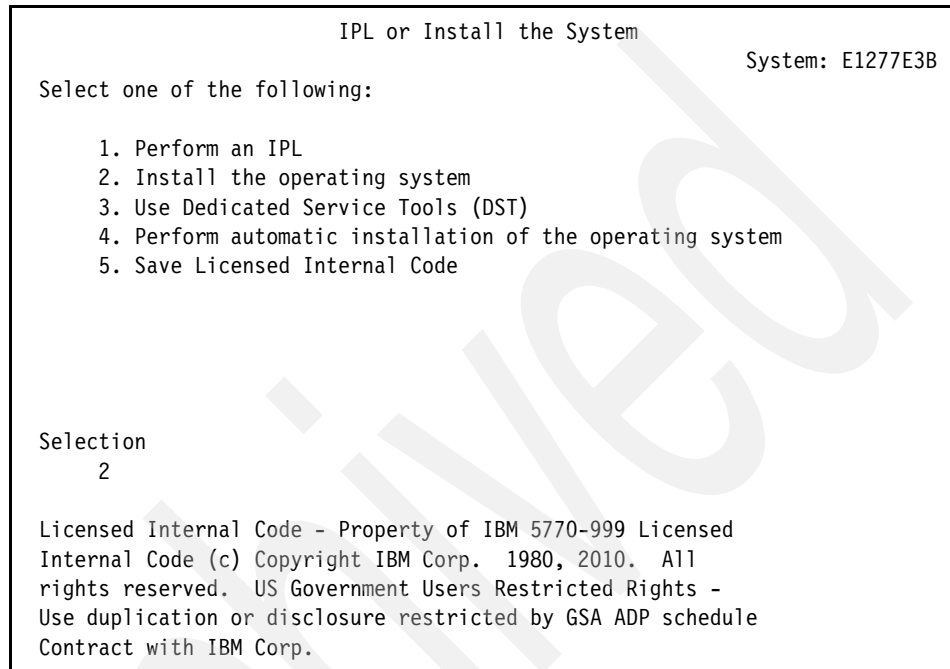 IPL or Install the System
System: E1277E3B
Select one of the following:
1. Perform an IPL
2. Install the operating system
3. Use Dedicated Service Tools (DST)
4. Perform automatic installation of the operating system
5. Save Licensed Internal Code
Selection
2
Licensed Internal Code - Property of IBM 5770-999 Licensed
Internal Code (c) Copyright IBM Corp. 1980, 2010. All
rights reserved. US Government Users Restricted Rights -
Use duplication or disclosure restricted by GSA ADP schedule
Contract with IBM Corp.